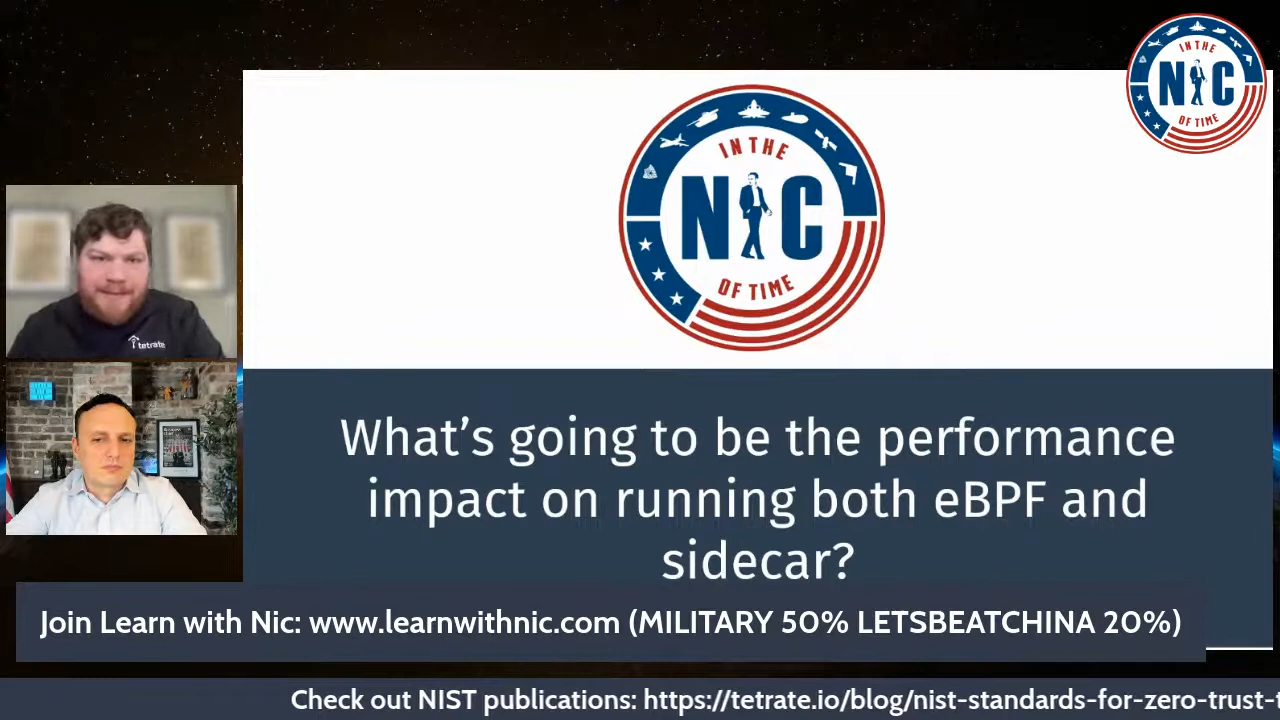 IN THE
NIC
OF TIME
IN THE
NIC
OF TIME
tetrate
What's going to be the performance
impact on running both eBPF and
sidecar?
Join Learn with Nic: www.learnwithnic.com (MILITARY 50% LETSBEATCHINA 20%)
Check out NIST publications: https://tetrate.io/blog/nist-standards-for-zero-trust-